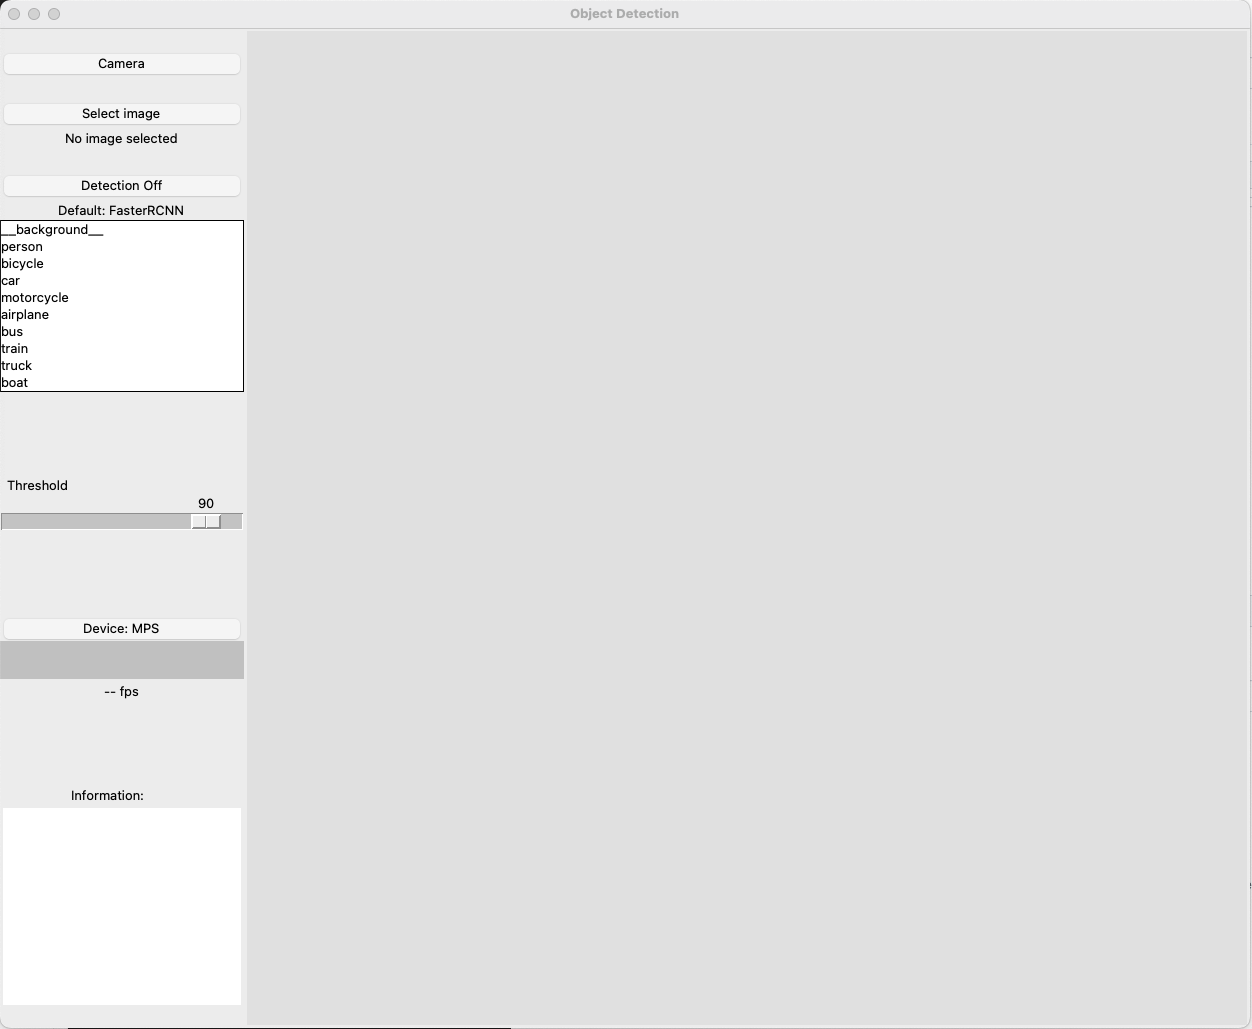 Object Detection
Camera
Select image
No image selected
Detection Off
Default: FasterRCNN
__background__
person
bicycle
car
motorcycle
airplane
bus
train
truck
boat
Threshold
90
Device: MPS
-- fps
Information: